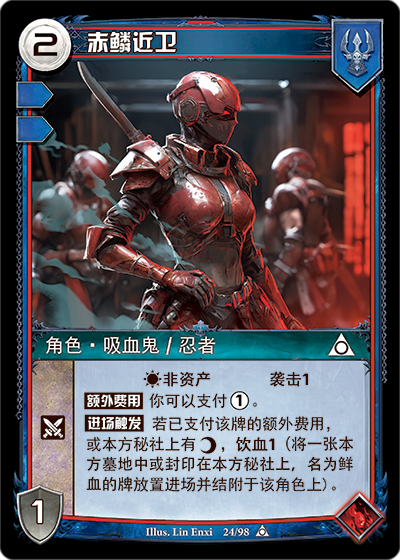 2
赤鳞近卫
角色·吸血鬼 / 忍者
非资产 袭击1
额外费用 你可以支付1。
进场触发 若已支付该牌的额外费用，
或本方秘社上有，饮血1（将一张本
方墓地中或封印在本方秘社上，名为鲜
血的牌放置进场并结附于该角色上）。
1
Illus. Lin Enxi 24/98